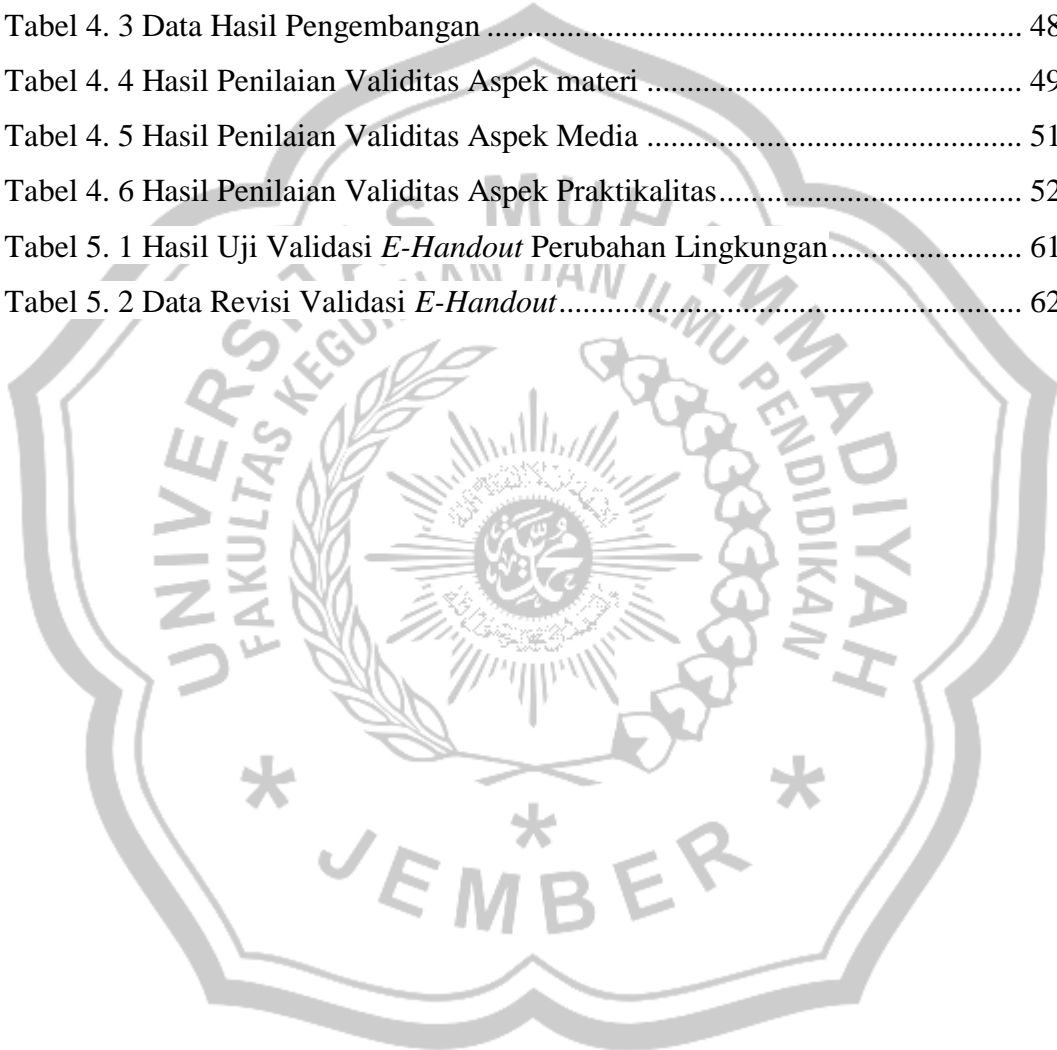 Tabel 4. 3 Data Hasil Pengembangan ........................................................................ 48
Tabel 4. 4 Hasil Penilaian Validitas Aspek materi ................................................... 49
Tabel 4. 5 Hasil Penilaian Validitas Aspek Media ................................................... 51
Tabel 4. 6 Hasil Penilaian Validitas Aspek Praktikalitas......................................... 52
Tabel 5. 1 Hasil Uji Validasi E-Handout Perubahan Lingkungan.......................... 61
Tabel 5. 2 Data Revisi Validasi E-Handout.............................................................. 62
DAN ILMU PENDIDIKAN
FAKULTAS
JEMBER